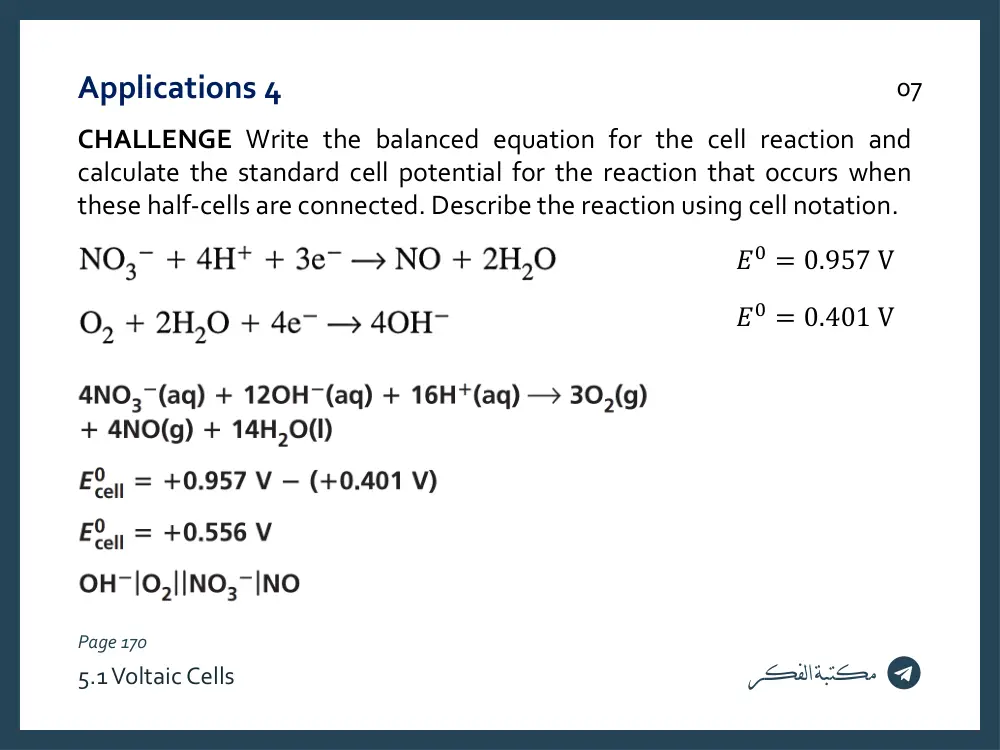 Applications 4
07
CHALLENGE Write the balanced equation for the cell reaction and
calculate the standard cell potential for the reaction that occurs when
these half-cells are connected. Describe the reaction using cell notation.
NO₃⁻ + 4H⁺ + 3e⁻ ⟶ NO + 2H₂O
E⁰ = 0.957 V
O₂ + 2H₂O + 4e⁻ ⟶ 4OH⁻
E⁰ = 0.401 V
4NO₃⁻(aq) + 12OH⁻(aq) + 16H⁺(aq) ⟶ 3O₂(g)
+ 4NO(g) + 14H₂O(l)
E⁰cell = +0.957 V − (+0.401 V)
E⁰cell = +0.556 V
OH⁻|O₂||NO₃⁻|NO
Page 170
5.1 Voltaic Cells
مكتبة الفكر